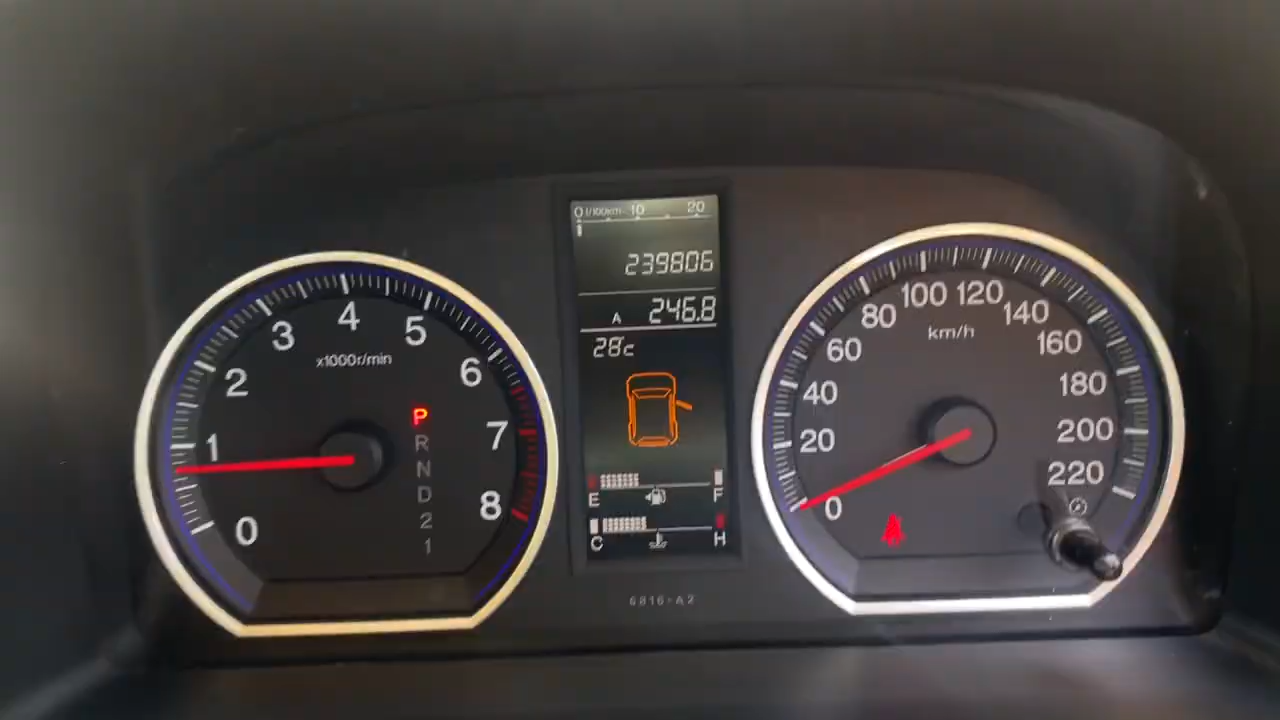 0 l/100km 10 20
239806
A 246.8
28°c
E F
C H
6816-A2
0 1 2 3 4 5 6 7 8
x1000r/min
P
R
N
D
2
1
0 20 40 60 80 100 120 140 160 180 200 220
km/h